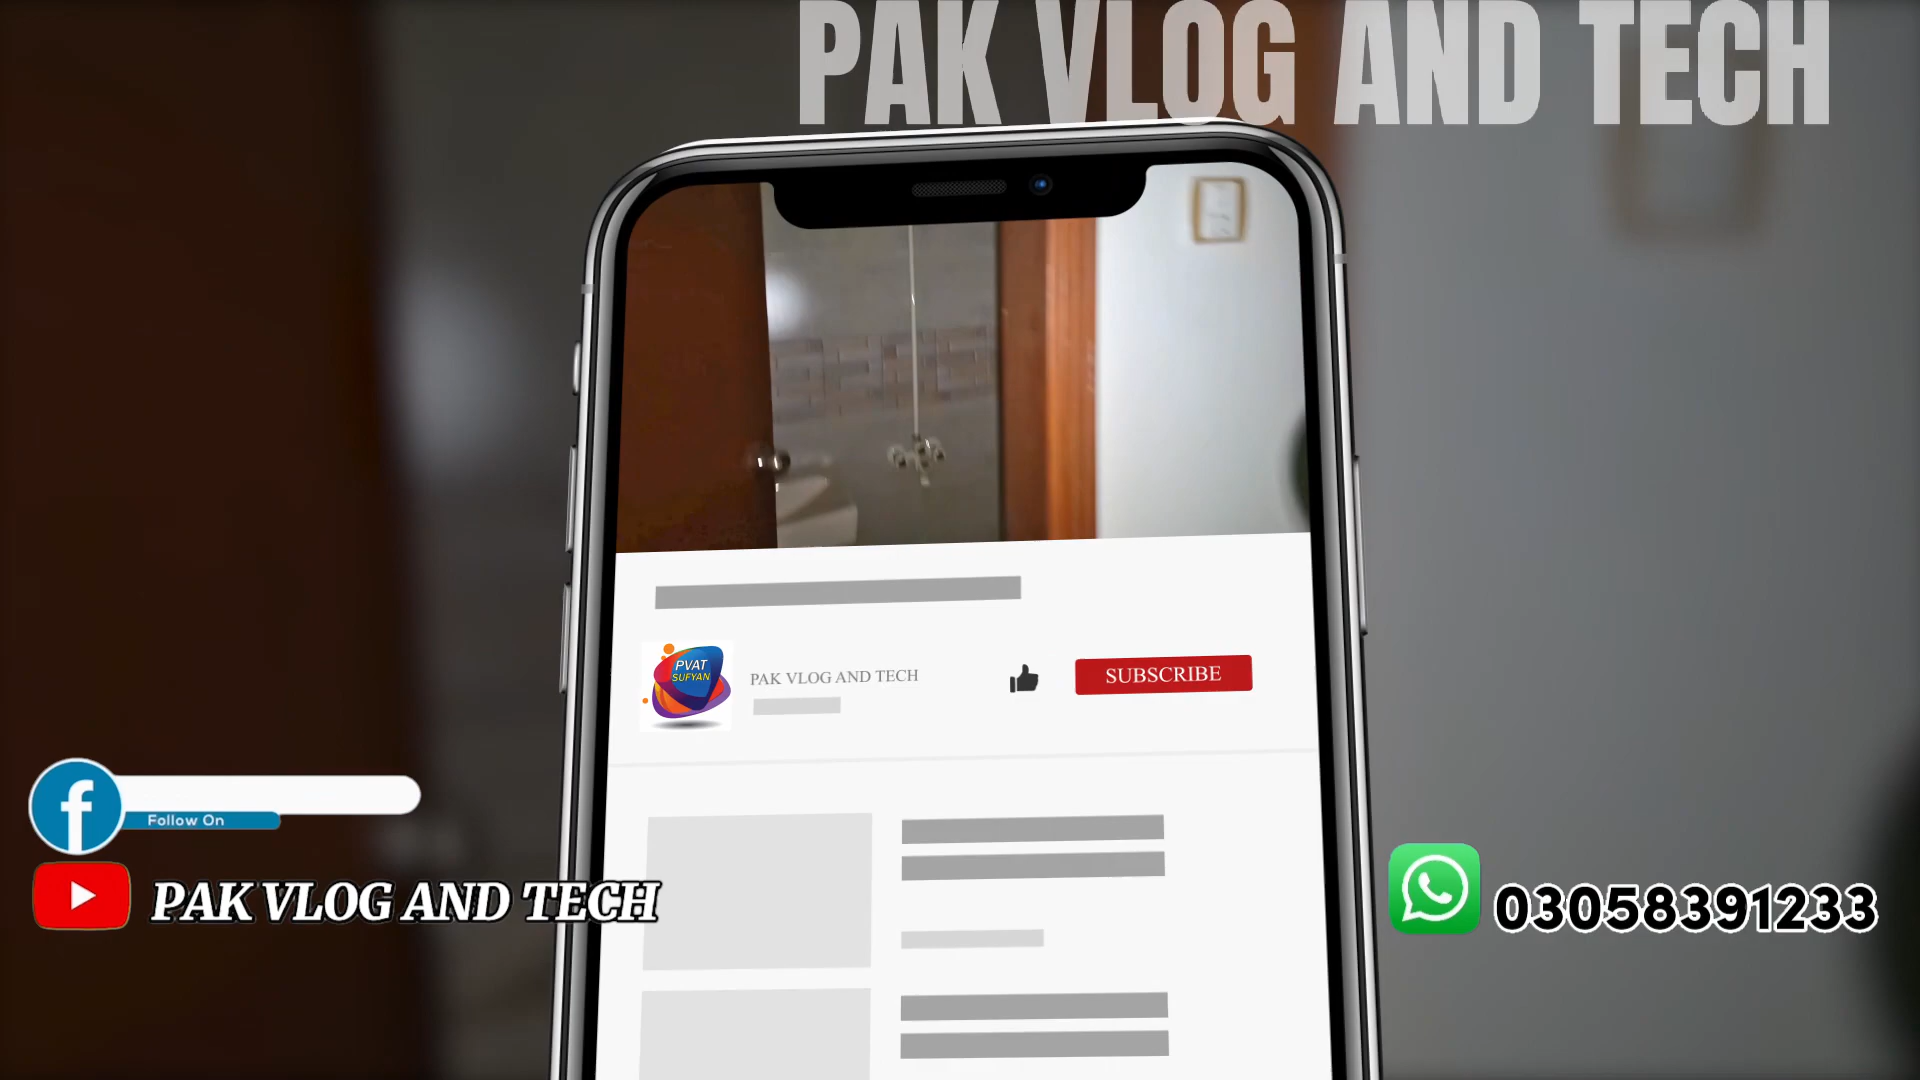 PAK VLOG AND TECH
PVAT
SUFYAN
PAK VLOG AND TECH
SUBSCRIBE
f
Follow On
PAK VLOG AND TECH
03058391233